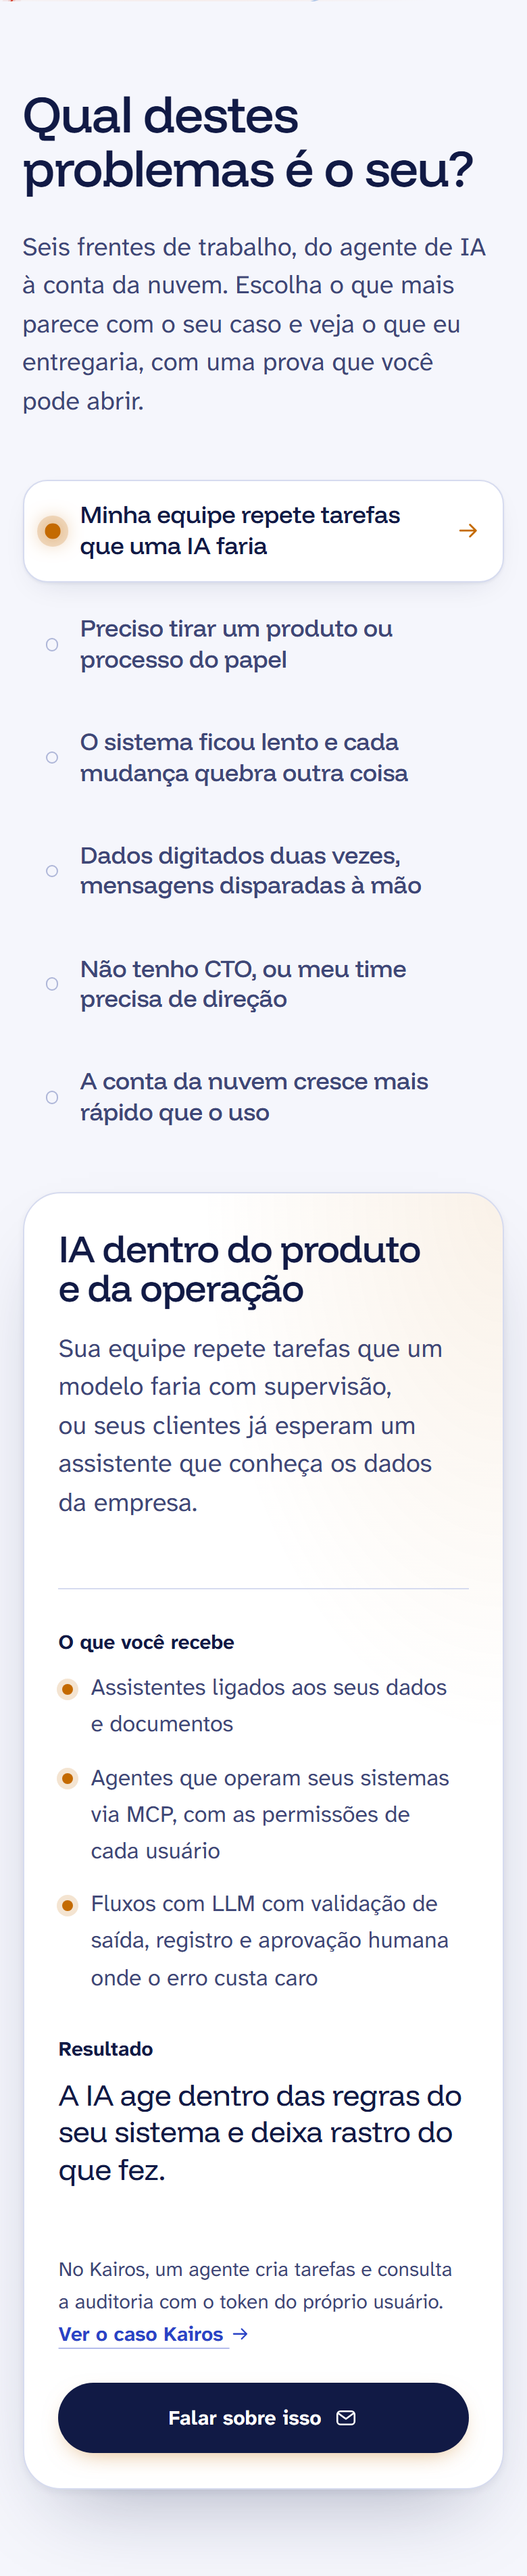 Qual destes
problemas é o seu?
Seis frentes de trabalho, do agente de IA
à conta da nuvem. Escolha o que mais
parece com o seu caso e veja o que eu
entregaria, com uma prova que você
pode abrir.
Minha equipe repete tarefas
que uma IA faria
Preciso tirar um produto ou
processo do papel
O sistema ficou lento e cada
mudança quebra outra coisa
Dados digitados duas vezes,
mensagens disparadas à mão
Não tenho CTO, ou meu time
precisa de direção
A conta da nuvem cresce mais
rápido que o uso
IA dentro do produto
e da operação
Sua equipe repete tarefas que um
modelo faria com supervisão,
ou seus clientes já esperam um
assistente que conheça os dados
da empresa.
O que você recebe
Assistentes ligados aos seus dados
e documentos
Agentes que operam seus sistemas
via MCP, com as permissões de
cada usuário
Fluxos com LLM com validação de
saída, registro e aprovação humana
onde o erro custa caro
Resultado
A IA age dentro das regras do
seu sistema e deixa rastro do
que fez.
No Kairos, um agente cria tarefas e consulta
a auditoria com o token do próprio usuário.
Ver o caso Kairos →
Falar sobre isso